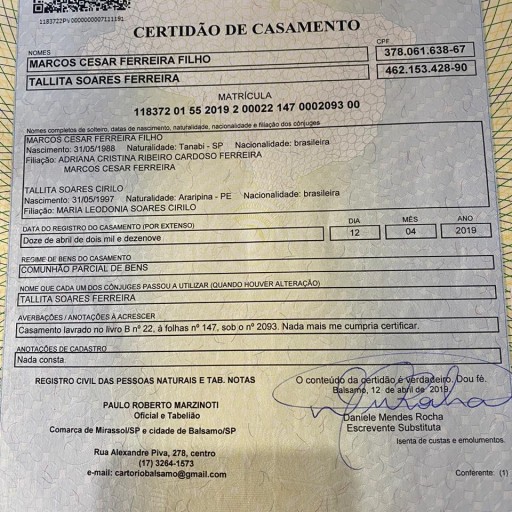 1183722PV0000000007111191
CERTIDÃO DE CASAMENTO
NOMES
CPF
MARCOS CESAR FERREIRA FILHO
378.061.638-67
TALLITA SOARES FERREIRA
462.153.428-90
MATRÍCULA
118372 01 55 2019 2 00022 147 0002093 00
Nomes completos de solteiro, datas de nascimento, naturalidade, nacionalidade e filiação dos cônjuges
MARCOS CESAR FERREIRA FILHO
Nascimento: 31/05/1988 Naturalidade: Tanabi - SP Nacionalidade: brasileira
Filiação: ADRIANA CRISTINA RIBEIRO CARDOSO FERREIRA
MARCOS CESAR FERREIRA
TALLITA SOARES CIRILO
Nascimento: 31/05/1997 Naturalidade: Araripina - PE Nacionalidade: brasileira
Filiação: MARIA LEODONIA SOARES CIRILO
DATA DO REGISTRO DO CASAMENTO (POR EXTENSO)
DIA
MÊS
ANO
Doze de abril de dois mil e dezenove
12
04
2019
REGIME DE BENS DO CASAMENTO
COMUNHÃO PARCIAL DE BENS
NOME QUE CADA UM DOS CÔNJUGES PASSOU A UTILIZAR (QUANDO HOUVER ALTERAÇÃO)
TALLITA SOARES FERREIRA
AVERBAÇÕES / ANOTAÇÕES À ACRESCER
Casamento lavrado no livro B nº 22, à folhas nº 147, sob o nº 2093. Nada mais me cumpria certificar.
ANOTAÇÕES DE CADASTRO
Nada consta.
REGISTRO CIVIL DAS PESSOAS NATURAIS E TAB. NOTAS
PAULO ROBERTO MARZINOTI
Oficial e Tabelião
Comarca de Mirassol/SP e cidade de Balsamo/SP
Rua Alexandre Piva, 278, centro
(17) 3264-1573
e-mail: cartoriobalsamo@gmail.com
O conteúdo da certidão é verdadeiro. Dou fé.
Balsamo, 12 de abril de 2019
Daniele Mendes Rocha
Escrevente Substituta
Isenta de custas e emolumentos.
Conferente: (1)